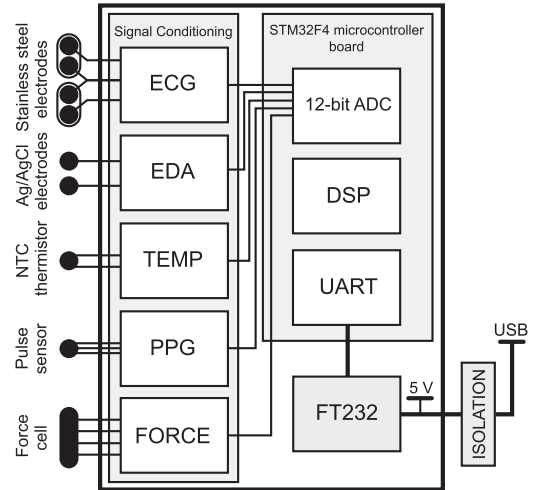 Signal Conditioning
STM32F4 microcontroller
board
Stainless steel
electrodes
ECG
12-bit ADC
Ag/AgCl
electrodes
EDA
DSP
NTC
thermistor
TEMP
UART
Pulse
sensor
PPG
USB
5 V
FT232
ISOLATION
Force
cell
FORCE